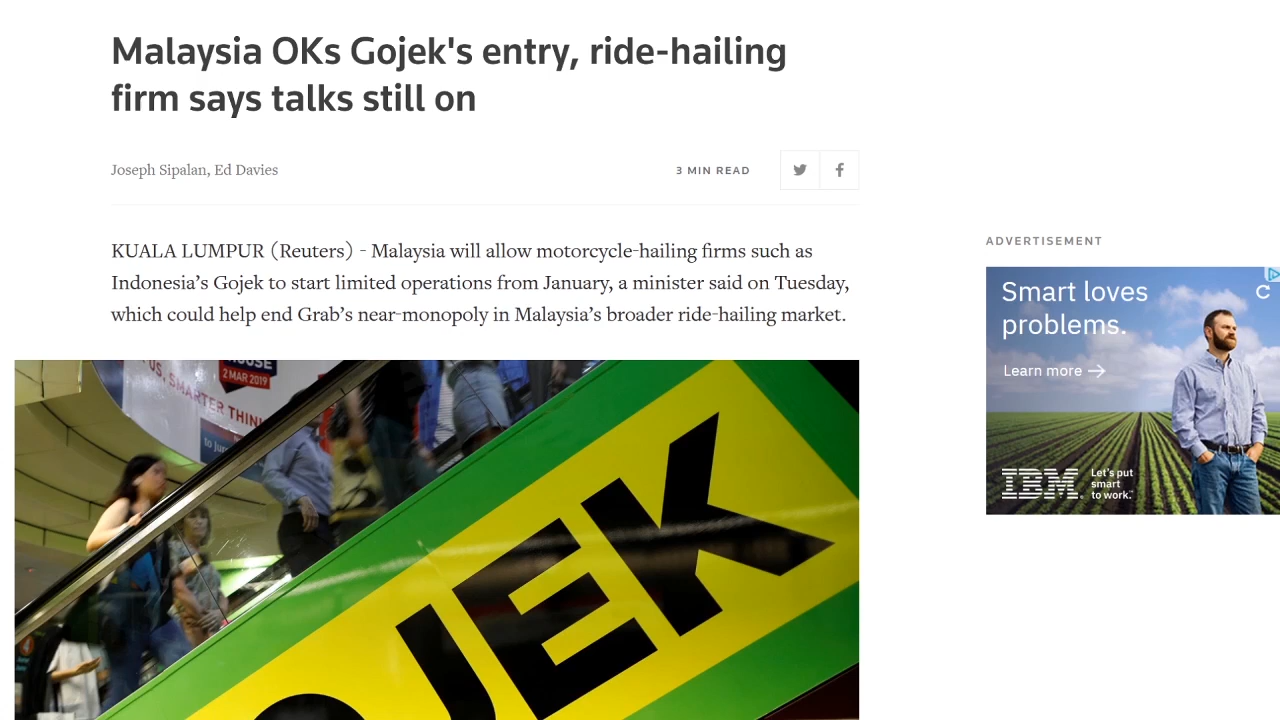 Malaysia OKs Gojek's entry, ride-hailing
firm says talks still on
Joseph Sipalan, Ed Davies
3 MIN READ
KUALA LUMPUR (Reuters) - Malaysia will allow motorcycle-hailing firms such as
Indonesia’s Gojek to start limited operations from January, a minister said on Tuesday,
which could help end Grab’s near-monopoly in Malaysia’s broader ride-hailing market.
2 MAR 2019
US, SMARTER THINK
JEK
ADVERTISEMENT
Smart loves
problems.
Learn more
IBM
Let's put
smart
to work.